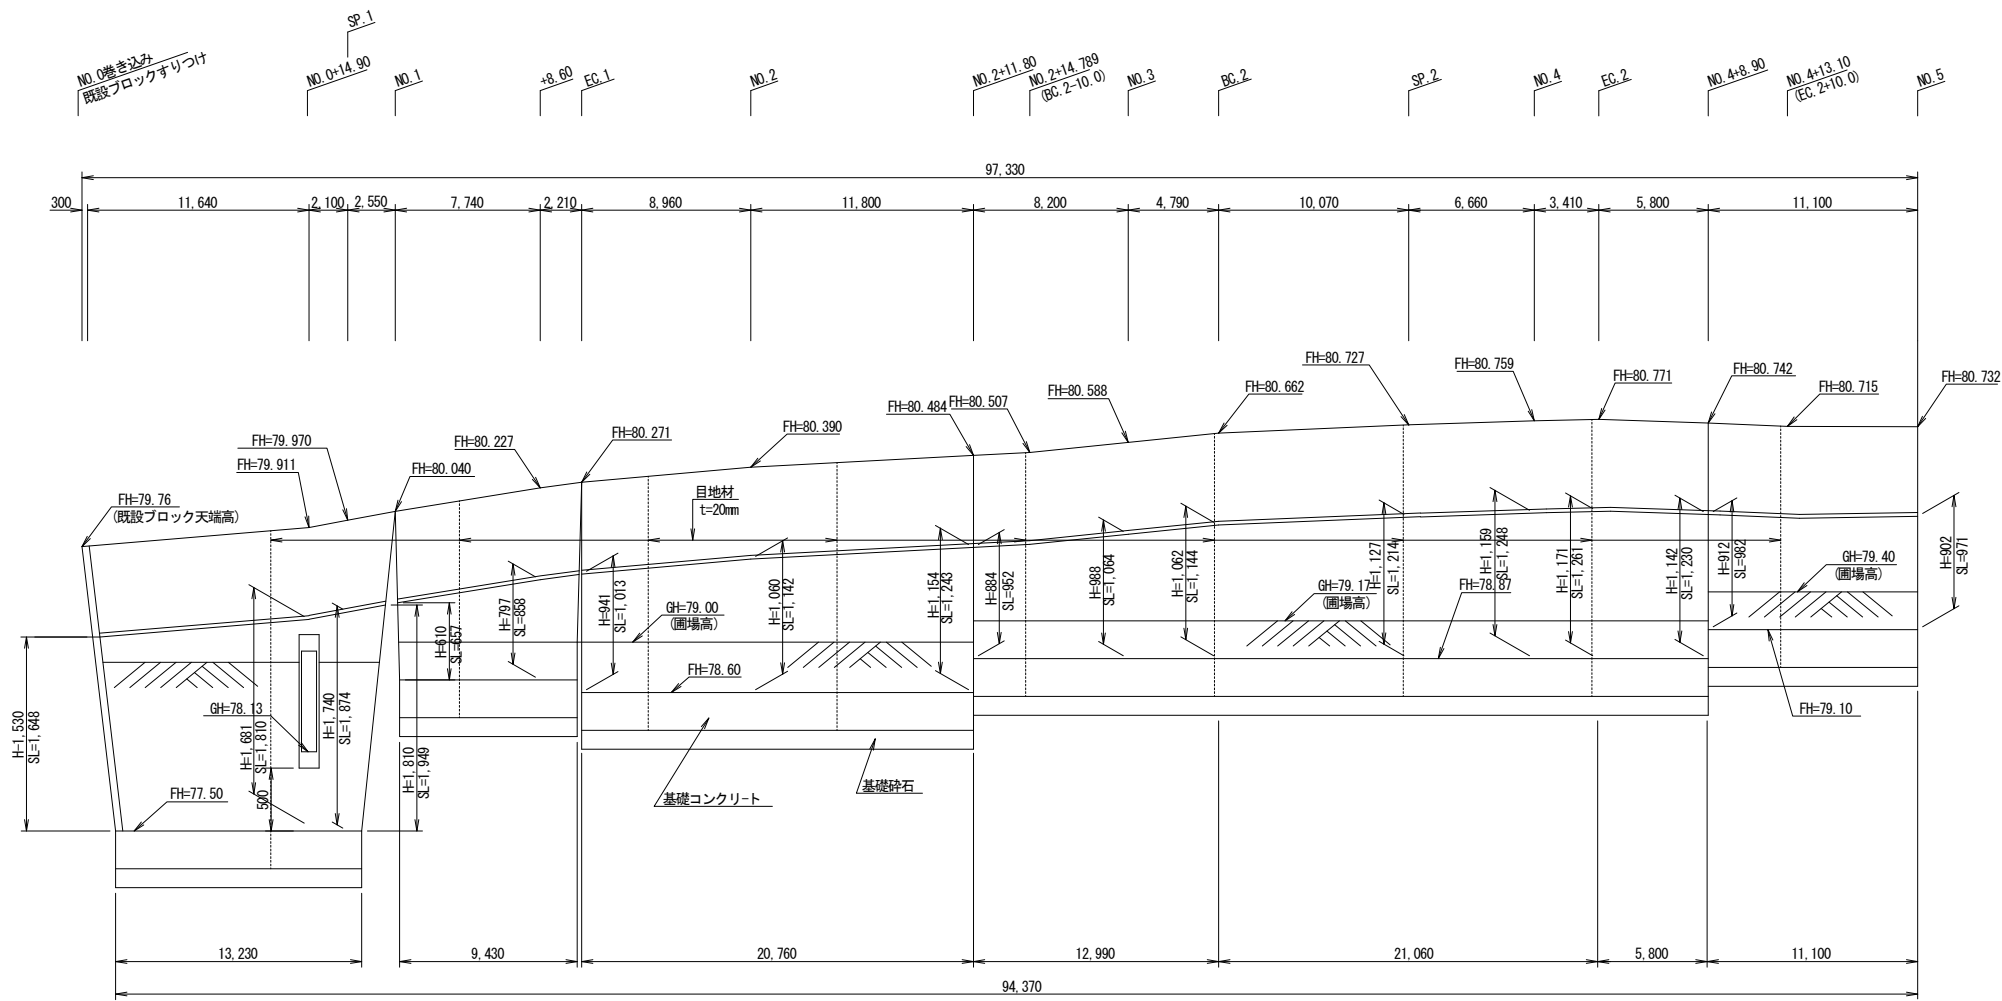 NO.0巻き込み
既設ブロックすりつけ
NO.0+14.90
SP.1
NO.1
+8.60
EC.1
NO.2
NO.2+11.80
NO.2+14.789
(BC.2-10.0)
NO.3
BC.2
SP.2
NO.4
EC.2
NO.4+8.90
NO.4+13.10
(EC.2+10.0)
NO.5
97,330
300
11,640
2,100
2,550
7,740
2,210
8,960
11,800
8,200
4,790
10,070
6,660
3,410
5,800
11,100
FH=79.76
(既設ブロック天端高)
FH=79.911
FH=79.970
FH=80.040
FH=80.227
FH=80.271
FH=80.390
FH=80.484
FH=80.507
FH=80.588
FH=80.662
FH=80.727
FH=80.759
FH=80.771
FH=80.742
FH=80.715
FH=80.732
目地材
t=20mm
H=1,530
SL=1,648
H=1,681
SL=1,810
H=1,740
SL=1,874
H=1,810
SL=1,949
H=610
SL=657
H=797
SL=858
H=941
SL=1,013
H=1,060
SL=1,142
H=1,154
SL=1,243
H=884
SL=952
H=988
SL=1,064
H=1,062
SL=1,144
H=1,127
SL=1,214
H=1,159
SL=1,248
H=1,171
SL=1,261
H=1,142
SL=1,230
H=912
SL=982
H=902
SL=971
GH=78.13
500
FH=77.50
GH=79.00
(圃場高)
FH=78.60
GH=79.17
(圃場高)
FH=78.87
GH=79.40
(圃場高)
FH=79.10
基礎コンクリート
基礎砕石
13,230
9,430
20,760
12,990
21,060
5,800
11,100
94,370